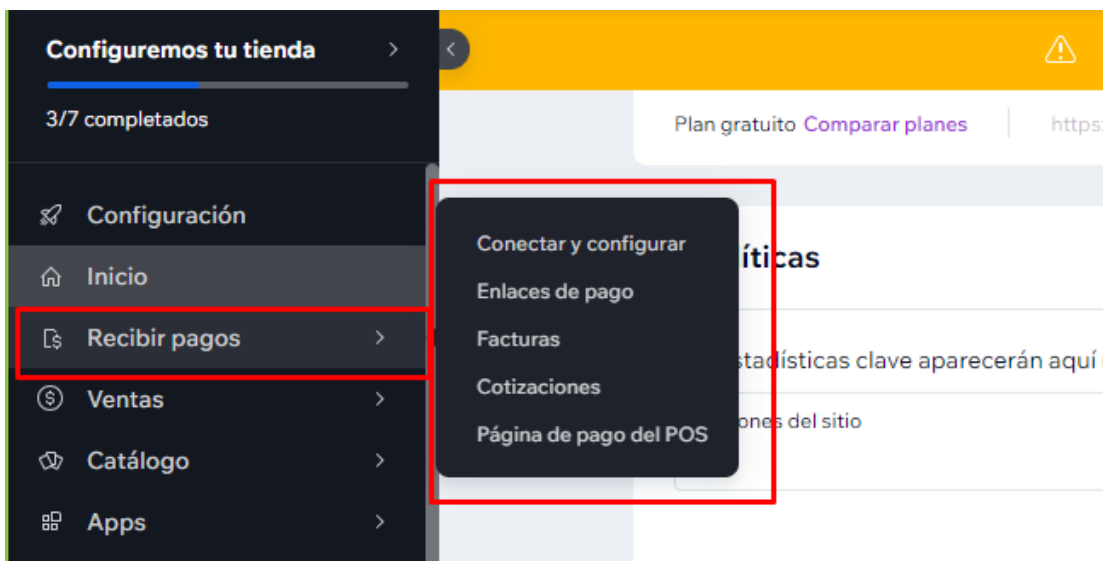 Configuremos tu tienda
3/7 completados
Configuración
Inicio
Recibir pagos
Ventas
Catálogo
Apps
Conectar y configurar
Enlaces de pago
Facturas
Cotizaciones
Página de pago del POS
Plan gratuito Comparar planes
https:
íticas
stadísticas clave aparecerán aquí
ones del sitio